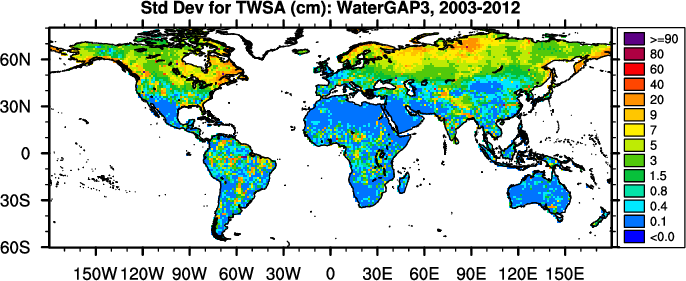 Std Dev for TWSA (cm): WaterGAP3, 2003-2012
60N
30N
0
30S
60S
150W 120W 90W 60W 30W 0 30E 60E 90E 120E 150E
>=90
80
60
40
20
9
7
5
3
1.5
0.8
0.4
0.1
<0.0